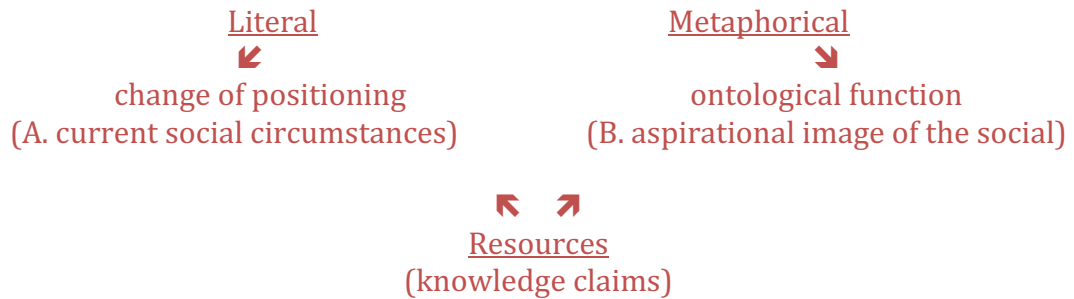 Literal Metaphorical
change of positioning ontological function
(A. current social circumstances) (B. aspirational image of the social)
Resources
(knowledge claims)